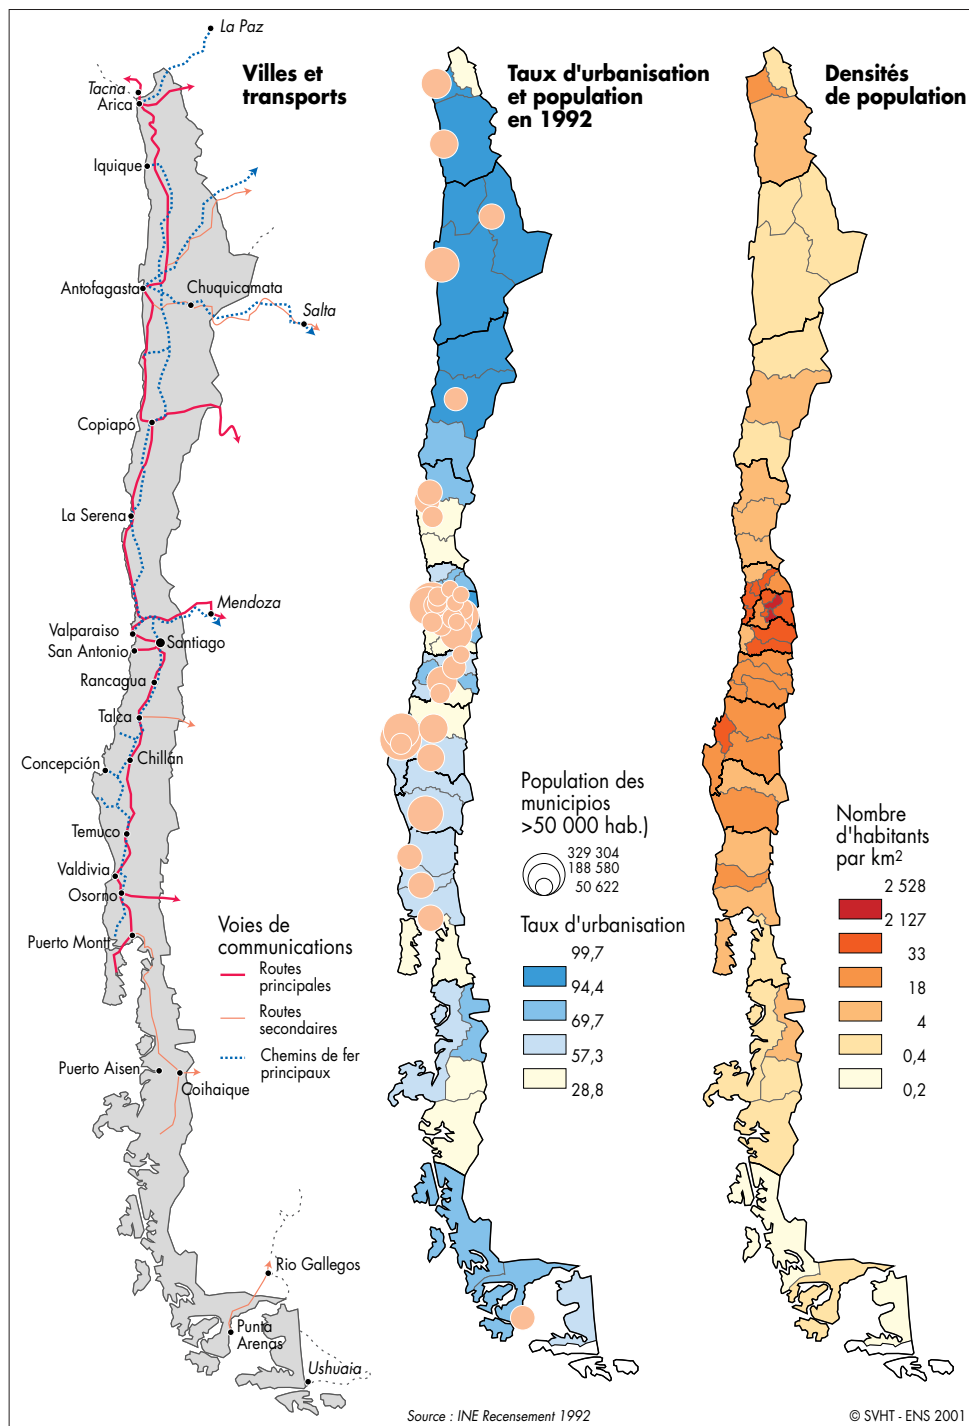 Villes et
transports
La Paz
Tacna
Arica
Iquique
Antofagasta
Chuquicamata
Salta
Copiapó
La Serena
Mendoza
Valparaiso
Santiago
San Antonio
Rancagua
Talca
Chillán
Concepción
Temuco
Valdivia
Osorno
Puerto Montt
Puerto Aisen
Coihaique
Rio Gallegos
Punta
Arenas
Ushuaia
Voies de
communications
Routes
principales
Routes
secondaires
Chemins de fer
principaux
Taux d'urbanisation
et population
en 1992
Population des
municipios
>50 000 hab.)
329 304
188 580
50 622
Taux d'urbanisation
99,7
94,4
69,7
57,3
28,8
Densités
de population
Nombre
d'habitants
par km2
2 528
2 127
33
18
4
0,4
0,2
Source : INE Recensement 1992
© SVHT - ENS 2001